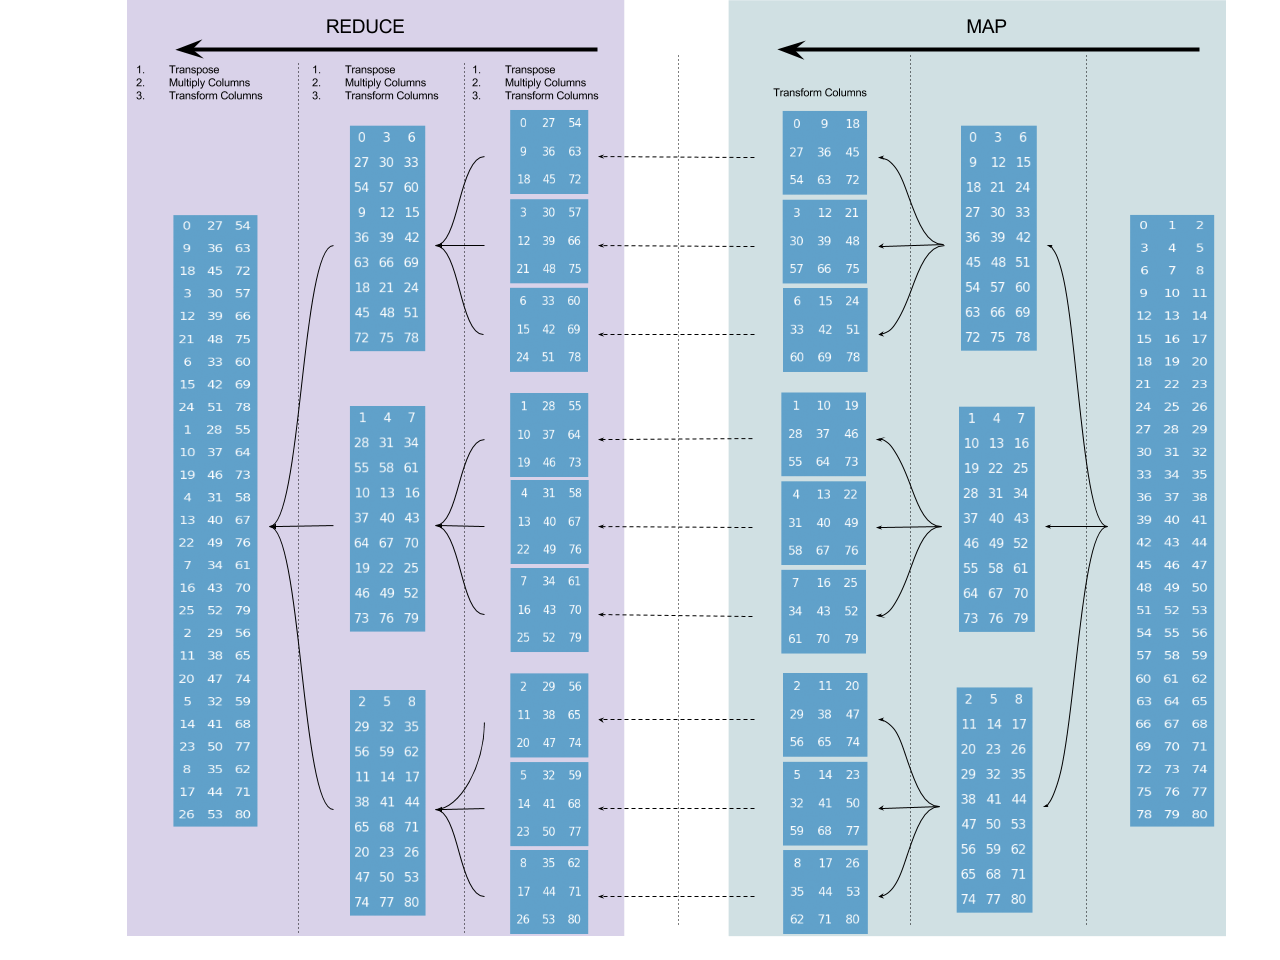 REDUCE
1. Transpose
2. Multiply Columns
3. Transform Columns
0 27 54
9 36 63
18 45 72
3 30 57
12 39 66
21 48 75
6 33 60
15 42 69
24 51 78
1 28 55
10 37 64
19 46 73
4 31 58
13 40 67
22 49 76
7 34 61
16 43 70
25 52 79
2 29 56
11 38 65
20 47 74
5 32 59
14 41 68
23 50 77
8 35 62
17 44 71
26 53 80
1. Transpose
2. Multiply Columns
3. Transform Columns
0 3 6
27 30 33
54 57 60
9 12 15
36 39 42
63 66 69
18 21 24
45 48 51
72 75 78
1 4 7
28 31 34
55 58 61
10 13 16
37 40 43
64 67 70
19 22 25
46 49 52
73 76 79
2 5 8
29 32 35
56 59 62
11 14 17
38 41 44
65 68 71
20 23 26
47 50 53
74 77 80
1. Transpose
2. Multiply Columns
3. Transform Columns
0 27 54
9 36 63
18 45 72
3 30 57
12 39 66
21 48 75
6 33 60
15 42 69
24 51 78
1 28 55
10 37 64
19 46 73
4 31 58
13 40 67
22 49 76
7 34 61
16 43 70
25 52 79
2 29 56
11 38 65
20 47 74
5 32 59
14 41 68
23 50 77
8 35 62
17 44 71
26 53 80
MAP
Transform Columns
0 9 18
27 36 45
54 63 72
3 12 21
30 39 48
57 66 75
6 15 24
33 42 51
60 69 78
1 10 19
28 37 46
55 64 73
4 13 22
31 40 49
58 67 76
7 16 25
34 43 52
61 70 79
2 11 20
29 38 47
56 65 74
5 14 23
32 41 50
59 68 77
8 17 26
35 44 53
62 71 80
0 3 6
9 12 15
18 21 24
27 30 33
36 39 42
45 48 51
54 57 60
63 66 69
72 75 78
1 4 7
10 13 16
19 22 25
28 31 34
37 40 43
46 49 52
55 58 61
64 67 70
73 76 79
2 5 8
11 14 17
20 23 26
29 32 35
38 41 44
47 50 53
56 59 62
65 68 71
74 77 80
0 1 2
3 4 5
6 7 8
9 10 11
12 13 14
15 16 17
18 19 20
21 22 23
24 25 26
27 28 29
30 31 32
33 34 35
36 37 38
39 40 41
42 43 44
45 46 47
48 49 50
51 52 53
54 55 56
57 58 59
60 61 62
63 64 65
66 67 68
69 70 71
72 73 74
75 76 77
78 79 80